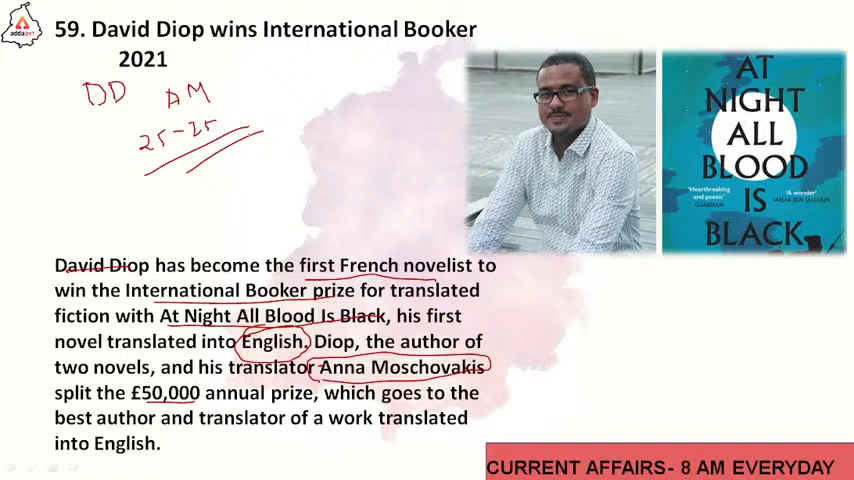 adda247
59. David Diop wins International Booker
2021
DD AM
25-25
AT
NIGHT
ALL
BLOOD
IS
BLACK
'Heartbreaking
and poetic'
GUARDIAN
'A wonder'
TAHAR BEN JELLOUN
David Diop has become the first French novelist to
win the International Booker prize for translated
fiction with At Night All Blood Is Black, his first
novel translated into English. Diop, the author of
two novels, and his translator Anna Moschovakis
split the £50,000 annual prize, which goes to the
best author and translator of a work translated
into English.
CURRENT AFFAIRS- 8 AM EVERYDAY